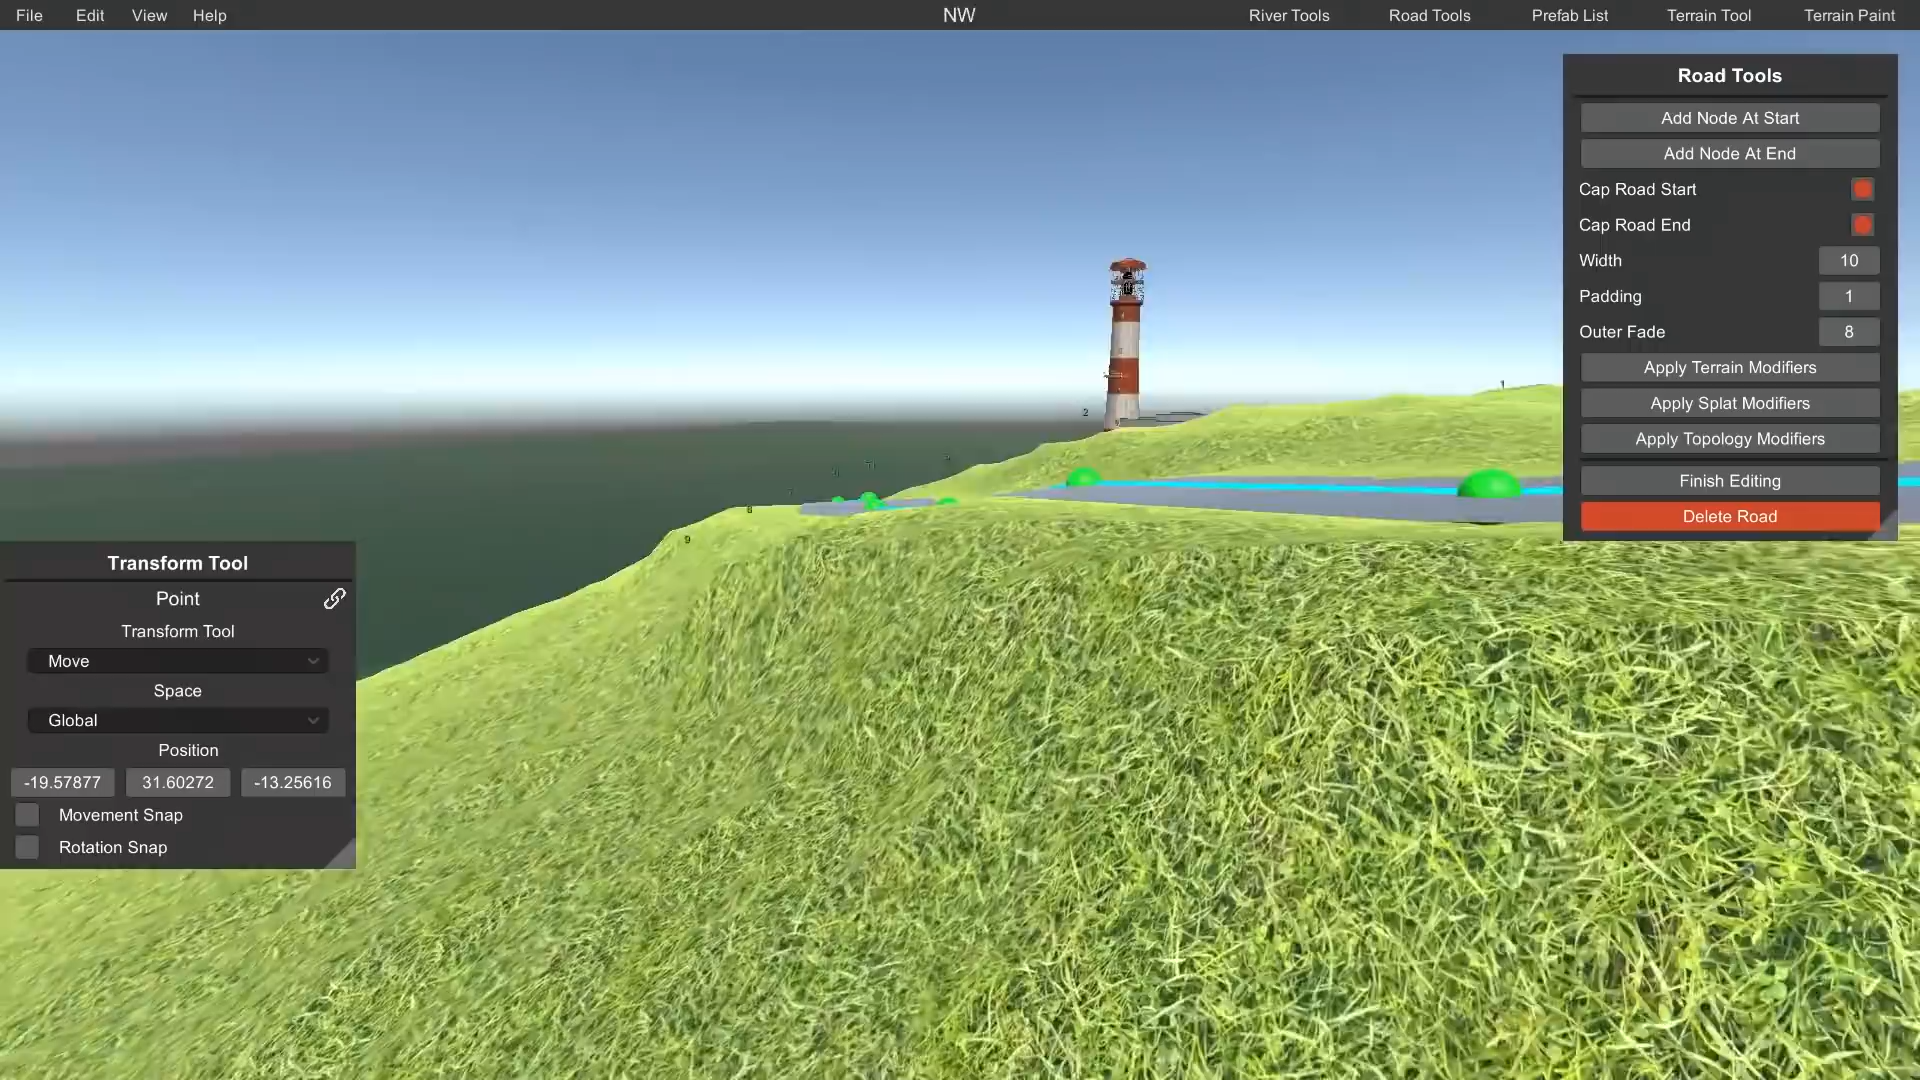 File Edit View Help NW River Tools Road Tools Prefab List Terrain Tool Terrain Paint
Road Tools
Add Node At Start
Add Node At End
Cap Road Start
Cap Road End
Width 10
Padding 1
Outer Fade 8
Apply Terrain Modifiers
Apply Splat Modifiers
Apply Topology Modifiers
Finish Editing
Delete Road
2
8
9
Transform Tool
Point
Transform Tool
Move
Space
Global
Position
-19.57877 31.60272 -13.25616
Movement Snap
Rotation Snap